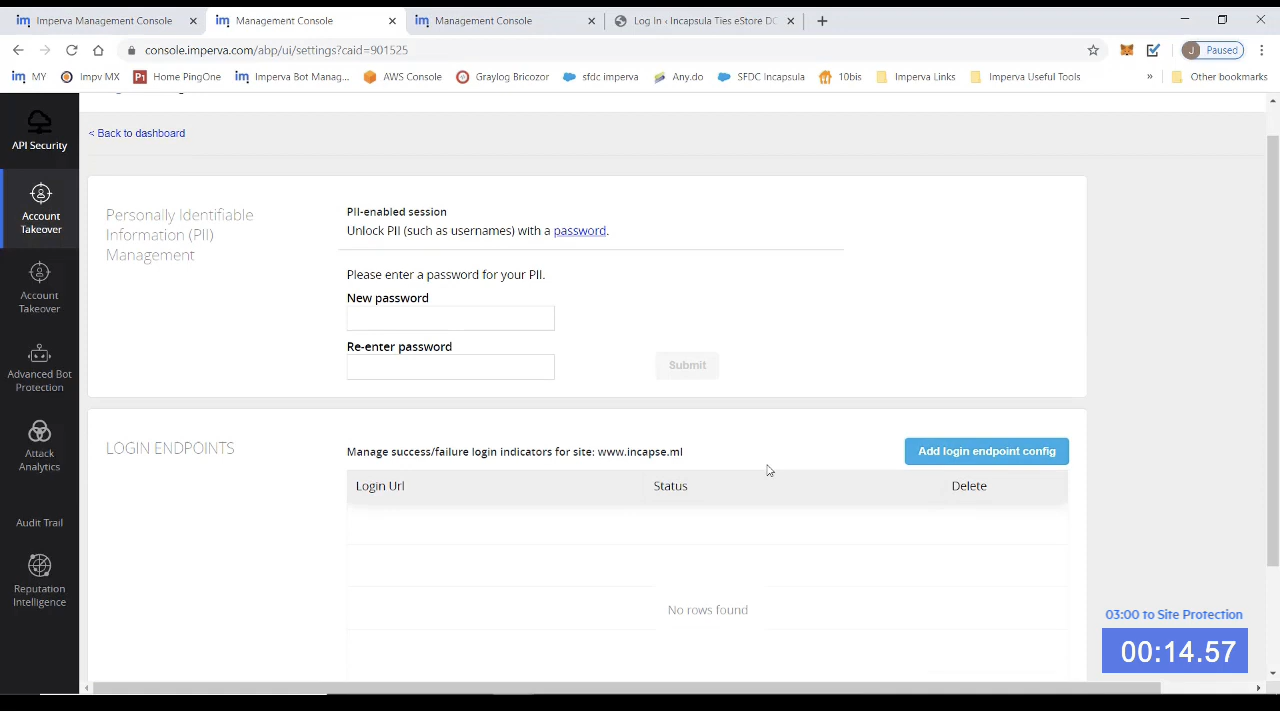 Imperva Management Console
Management Console
Management Console
Log In ‹ Incapsula Ties eStore DC
console.imperva.com/abp/ui/settings?caid=901525
J Paused
im MY
Impv MX
P1 Home PingOne
im Imperva Bot Manag...
AWS Console
Graylog Bricozor
sfdc imperva
Any.do
SFDC Incapsula
10bis
Imperva Links
Imperva Useful Tools
»
Other bookmarks
API Security
Account
Takeover
Account
Takeover
Advanced Bot
Protection
Attack
Analytics
Audit Trail
Reputation
Intelligence
< Back to dashboard
Personally Identifiable
Information (PII)
Management
PII-enabled session
Unlock PII (such as usernames) with a password.
Please enter a password for your PII.
New password
Re-enter password
Submit
LOGIN ENDPOINTS
Manage success/failure login indicators for site: www.incapse.ml
Add login endpoint config
Login Url Status Delete
No rows found
03:00 to Site Protection
00:14.57